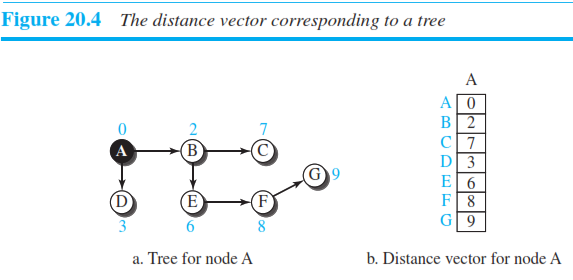 Figure 20.4 The distance vector corresponding to a tree
0 2 7
A B C
G 9
D E F
3 6 8
a. Tree for node A
A
A 0
B 2
C 7
D 3
E 6
F 8
G 9
b. Distance vector for node A